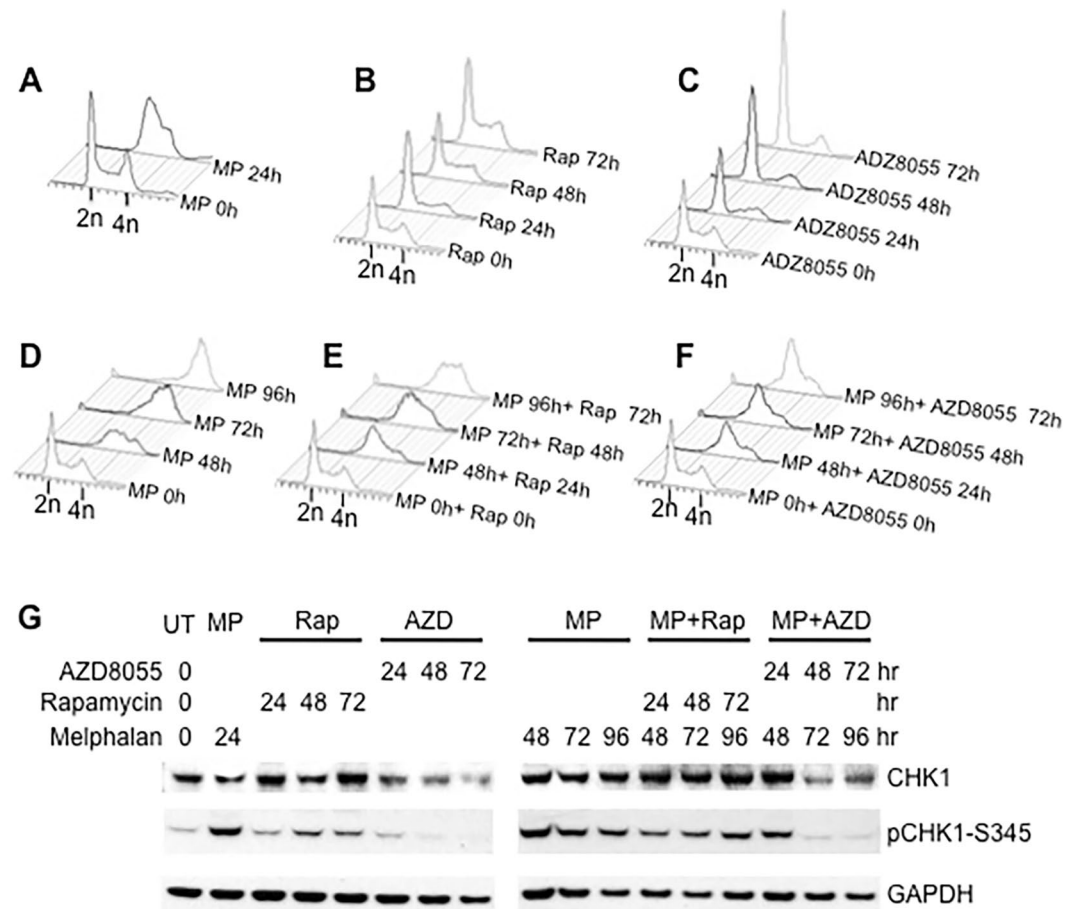 A
MP 24h
MP 0h
2n 4n
B
Rap 72h
Rap 48h
Rap 24h
Rap 0h
2n 4n
C
ADZ8055 72h
ADZ8055 48h
ADZ8055 24h
ADZ8055 0h
2n 4n
D
MP 96h
MP 72h
MP 48h
MP 0h
2n 4n
E
MP 96h+ Rap 72h
MP 72h+ Rap 48h
MP 48h+ Rap 24h
MP 0h+ Rap 0h
2n 4n
F
MP 96h+ AZD8055 72h
MP 72h+ AZD8055 48h
MP 48h+ AZD8055 24h
MP 0h+ AZD8055 0h
2n 4n
G
UT MP Rap AZD MP MP+Rap MP+AZD
AZD8055 0 24 48 72 24 48 72 hr
Rapamycin 0 24 48 72 24 48 72 hr
Melphalan 0 24 48 72 96 48 72 96 48 72 96 hr
CHK1
pCHK1-S345
GAPDH